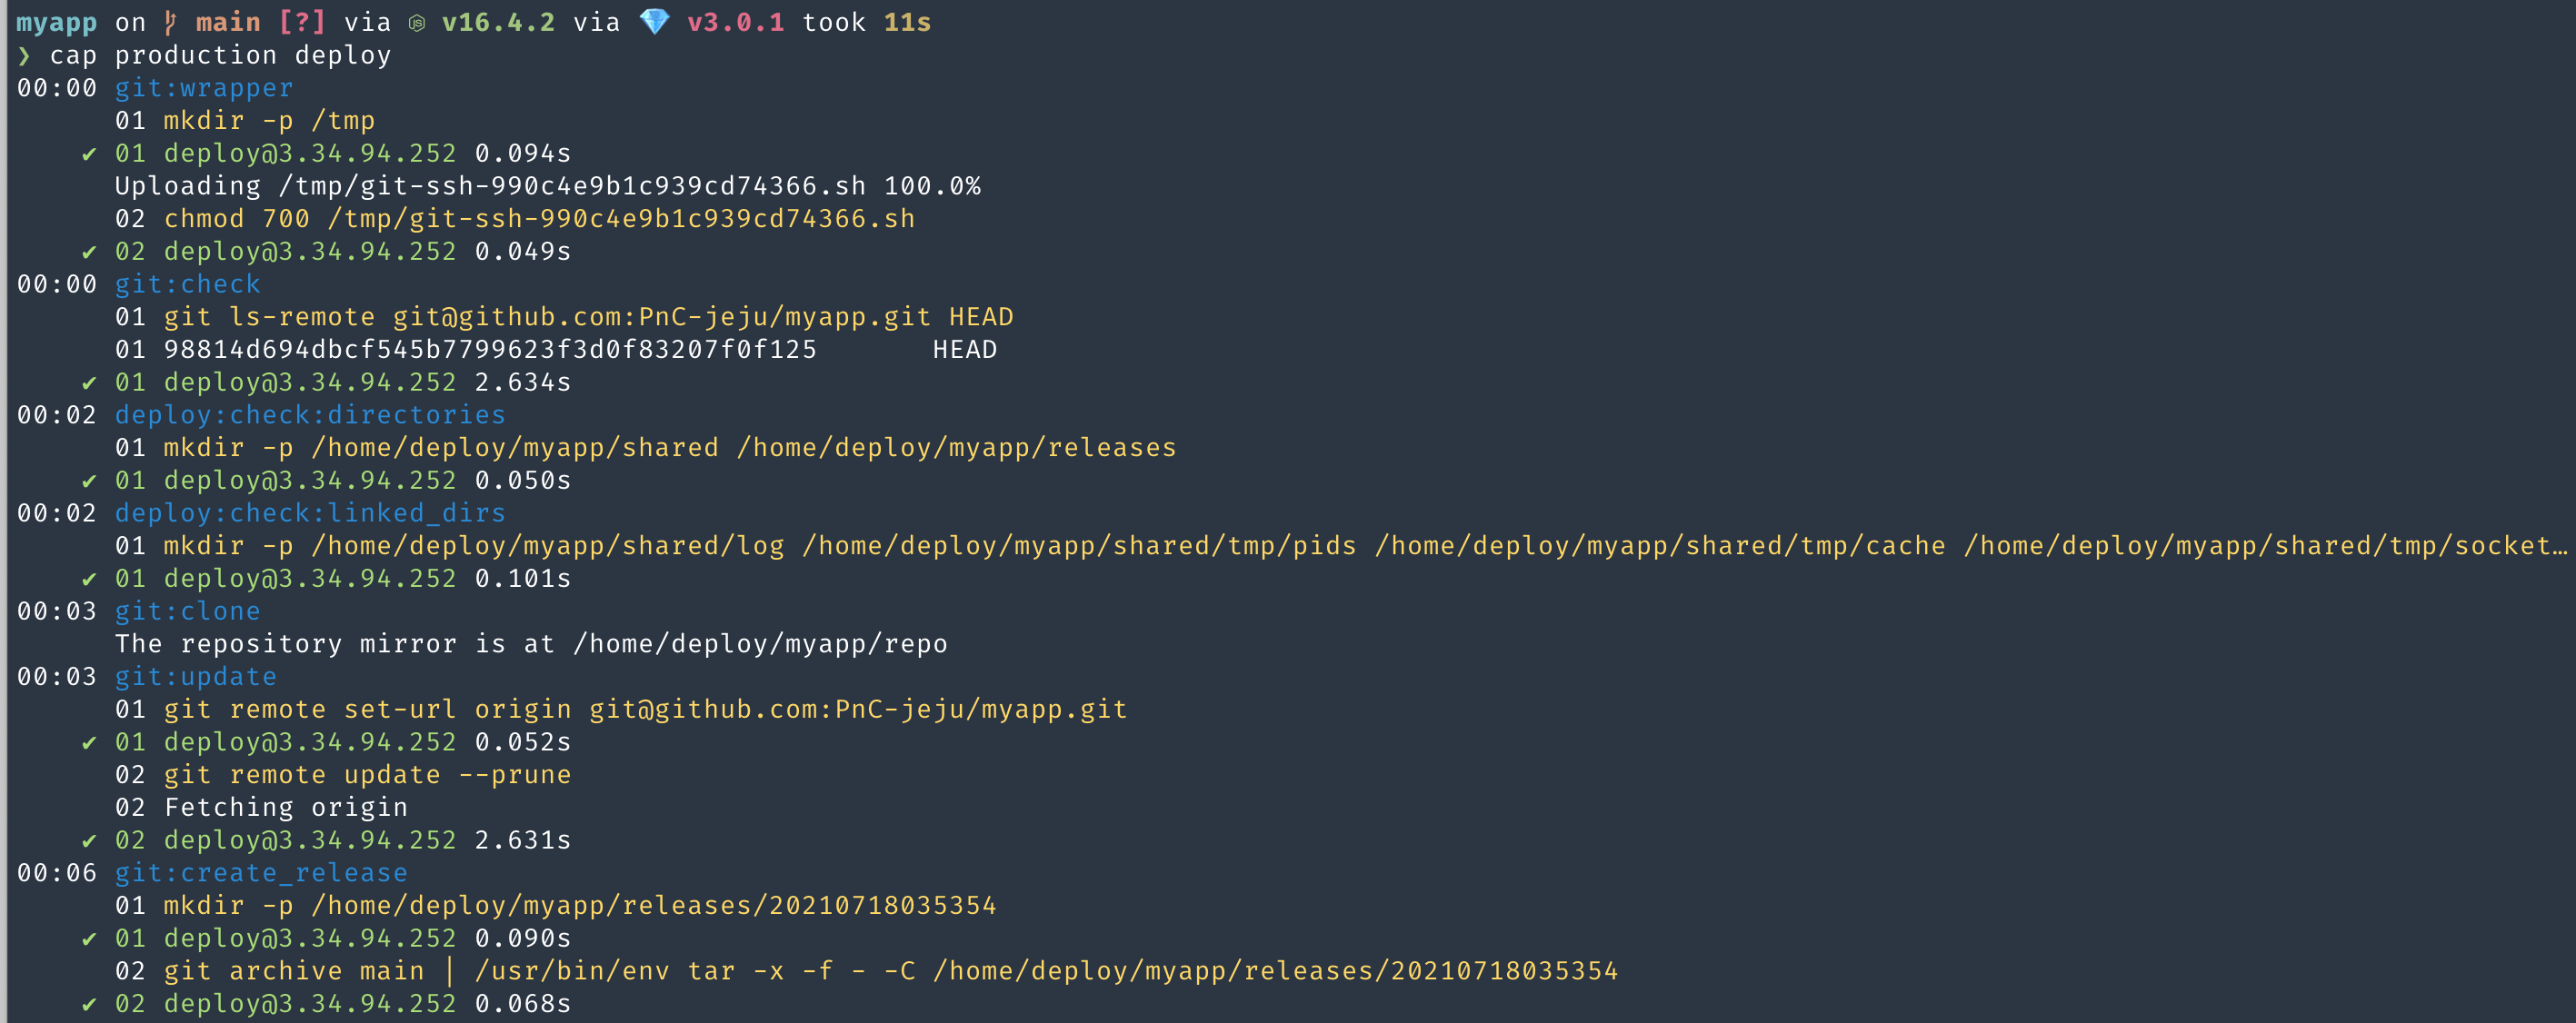 myapp on main [?] via v16.4.2 via 💎 v3.0.1 took 11s
❯ cap production deploy
00:00 git:wrapper
01 mkdir -p /tmp
✔ 01 deploy@3.34.94.252 0.094s
Uploading /tmp/git-ssh-990c4e9b1c939cd74366.sh 100.0%
02 chmod 700 /tmp/git-ssh-990c4e9b1c939cd74366.sh
✔ 02 deploy@3.34.94.252 0.049s
00:00 git:check
01 git ls-remote git@github.com:PnC-jeju/myapp.git HEAD
01 98814d694dbcf545b7799623f3d0f83207f0f125 HEAD
✔ 01 deploy@3.34.94.252 2.634s
00:02 deploy:check:directories
01 mkdir -p /home/deploy/myapp/shared /home/deploy/myapp/releases
✔ 01 deploy@3.34.94.252 0.050s
00:02 deploy:check:linked_dirs
01 mkdir -p /home/deploy/myapp/shared/log /home/deploy/myapp/shared/tmp/pids /home/deploy/myapp/shared/tmp/cache /home/deploy/myapp/shared/tmp/socket…
✔ 01 deploy@3.34.94.252 0.101s
00:03 git:clone
The repository mirror is at /home/deploy/myapp/repo
00:03 git:update
01 git remote set-url origin git@github.com:PnC-jeju/myapp.git
✔ 01 deploy@3.34.94.252 0.052s
02 git remote update --prune
02 Fetching origin
✔ 02 deploy@3.34.94.252 2.631s
00:06 git:create_release
01 mkdir -p /home/deploy/myapp/releases/20210718035354
✔ 01 deploy@3.34.94.252 0.090s
02 git archive main | /usr/bin/env tar -x -f - -C /home/deploy/myapp/releases/20210718035354
✔ 02 deploy@3.34.94.252 0.068s